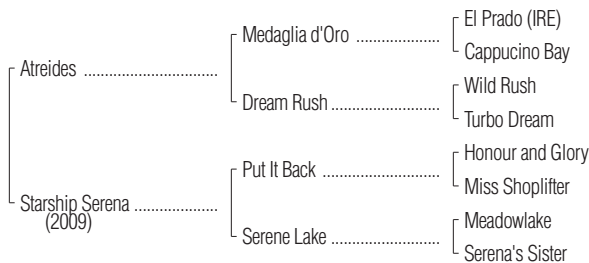 El Prado (IRE)
Medaglia d'Oro ....................
Cappucino Bay
Atreides ................................
Wild Rush
Dream Rush ..........................
Turbo Dream
Honour and Glory
Put It Back ............................
Miss Shoplifter
Starship Serena ....................
(2009)
Meadowlake
Serene Lake ..........................
Serena's Sister